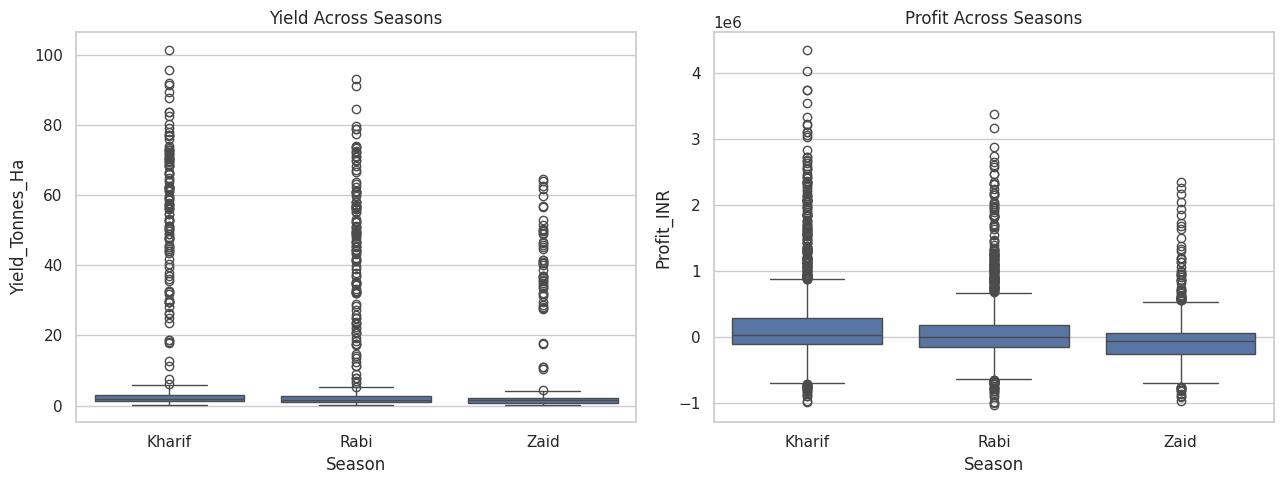 Yield Across Seasons
100
80
60
40
20
0
Yield_Tonnes_Ha
Kharif
Rabi
Zaid
Season
Profit Across Seasons
1e6
4
3
2
1
0
−1
Profit_INR
Kharif
Rabi
Zaid
Season